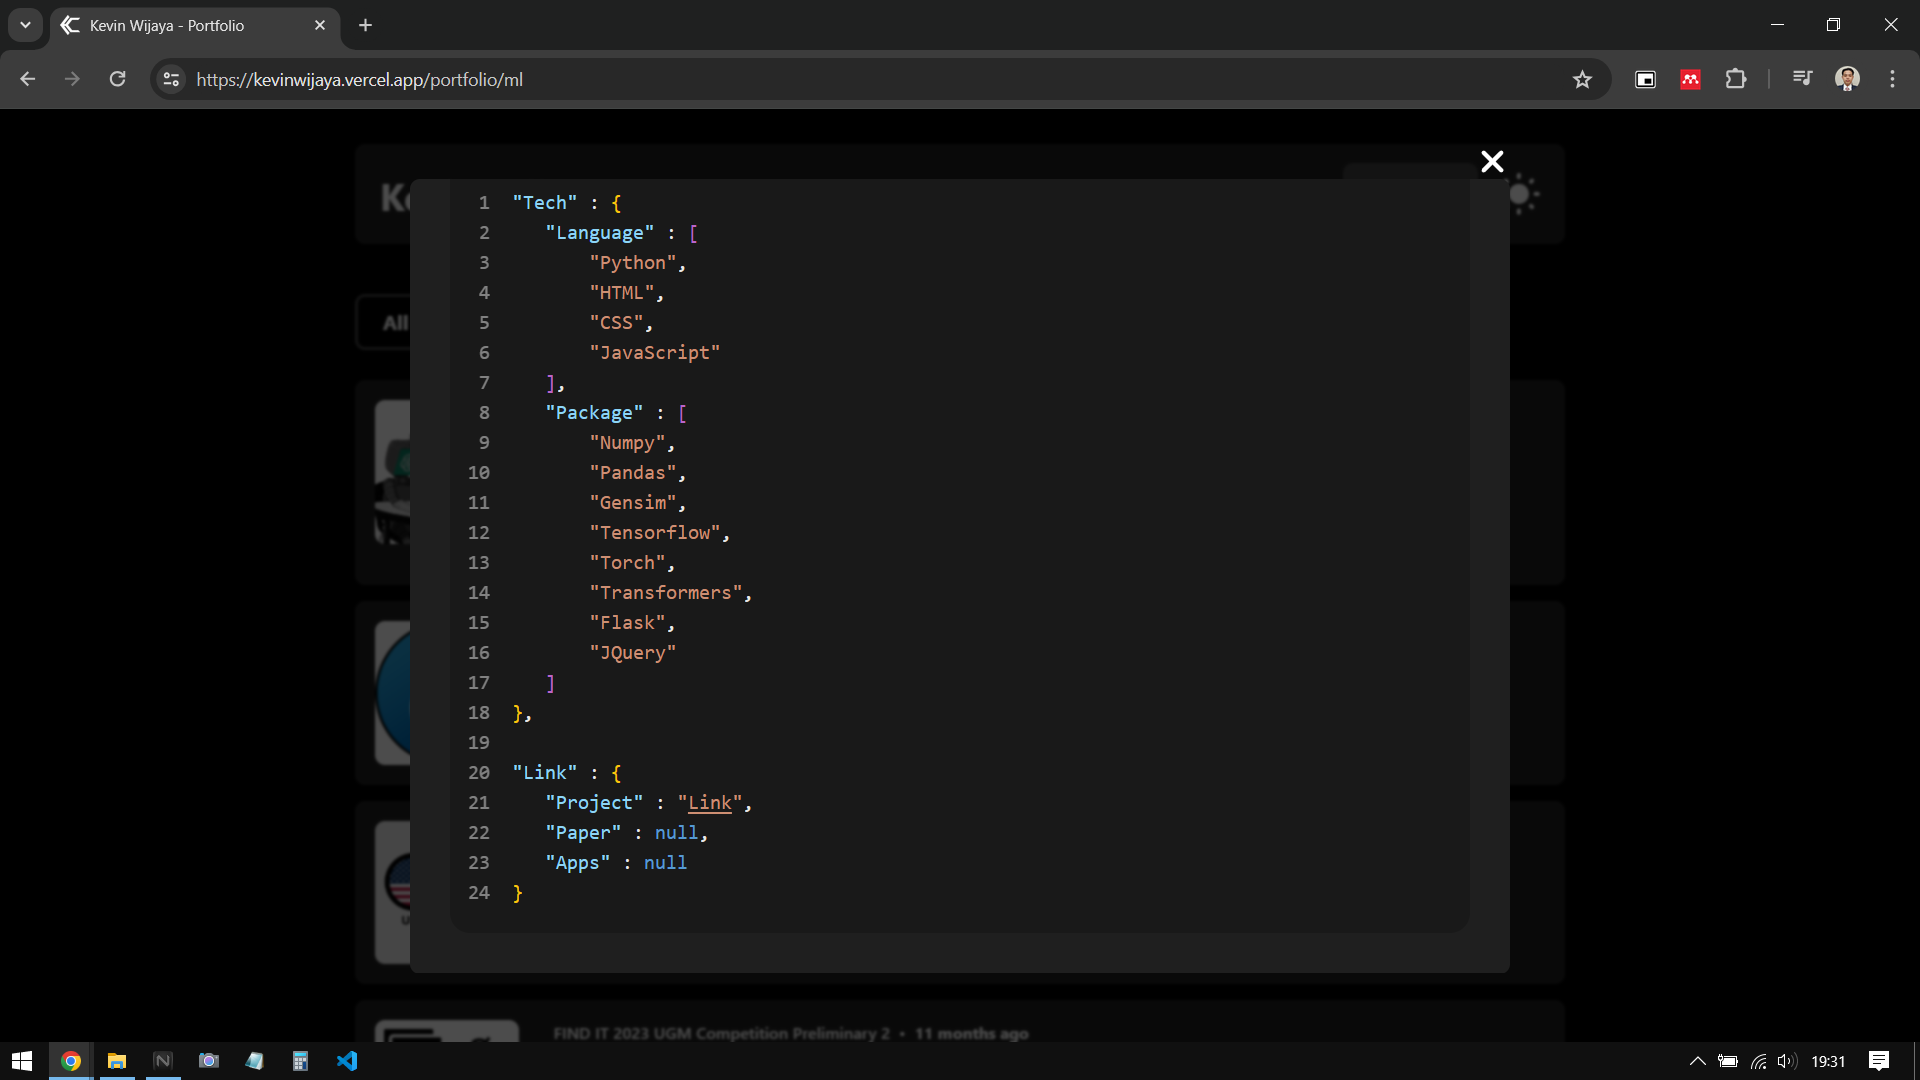 Kevin Wijaya - Portfolio
https://kevinwijaya.vercel.app/portfolio/ml
All
1 "Tech" : {
2 "Language" : [
3 "Python",
4 "HTML",
5 "CSS",
6 "JavaScript"
7 ],
8 "Package" : [
9 "Numpy",
10 "Pandas",
11 "Gensim",
12 "Tensorflow",
13 "Torch",
14 "Transformers",
15 "Flask",
16 "JQuery"
17 ]
18 },
19
20 "Link" : {
21 "Project" : "Link",
22 "Paper" : null,
23 "Apps" : null
24 }
FIND IT 2023 UGM Competition Preliminary 2 • 11 months ago
19:31